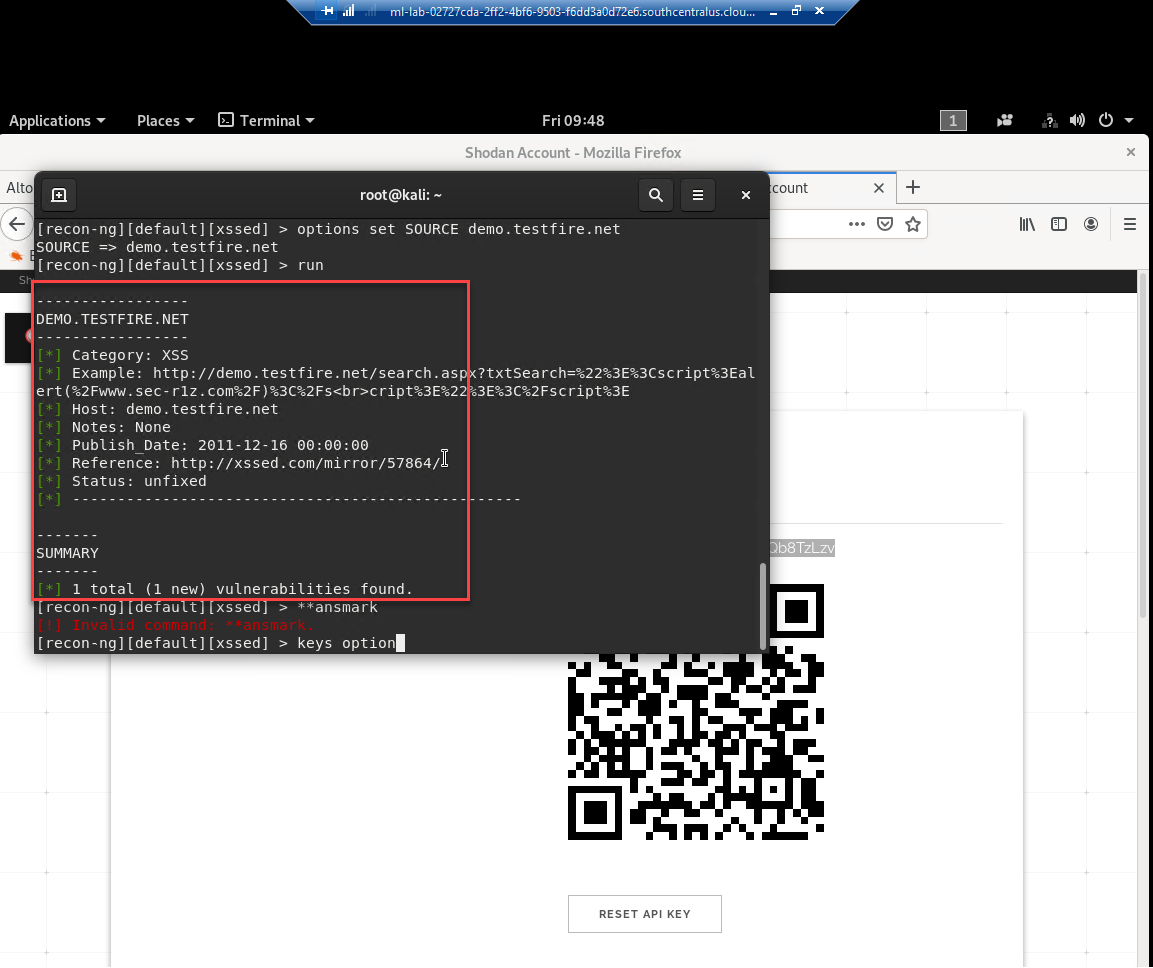 ml-lab-02727cda-2ff2-4bf6-9503-f6dd3a0d72e6.southcentralus.clou...
Applications Places Terminal Fri 09:48 1
Shodan Account - Mozilla Firefox
root@kali: ~
[recon-ng][default][xssed] > options set SOURCE demo.testfire.net
SOURCE => demo.testfire.net
[recon-ng][default][xssed] > run
-----------------
DEMO.TESTFIRE.NET
-----------------
[*] Category: XSS
[*] Example: http://demo.testfire.net/search.aspx?txtSearch=%22%3E%3Cscript%3Eal
ert(%2Fwww.sec-r1z.com%2F)%3C%2Fs<br>cript%3E%22%3E%3C%2Fscript%3E
[*] Host: demo.testfire.net
[*] Notes: None
[*] Publish_Date: 2011-12-16 00:00:00
[*] Reference: http://xssed.com/mirror/57864/
[*] Status: unfixed
[*] --------------------------------------------------
-------
SUMMARY
-------
[*] 1 total (1 new) vulnerabilities found.
[recon-ng][default][xssed] > **ansmark
[!] Invalid command: **ansmark.
[recon-ng][default][xssed] > keys option
Qb8TzLzv
RESET API KEY